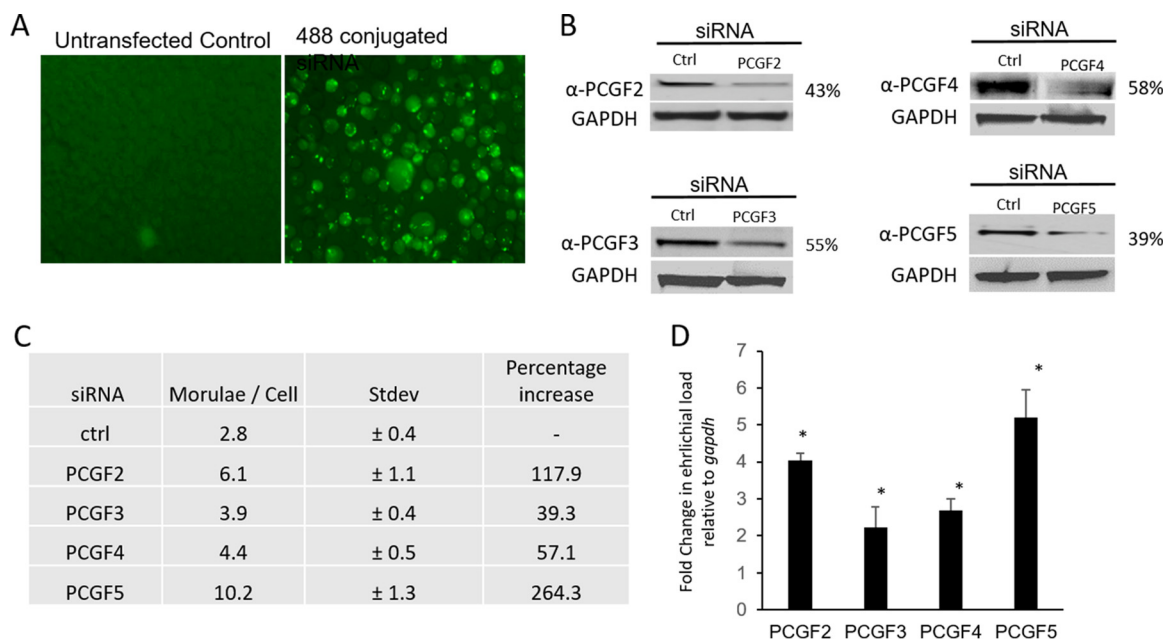 A
Untransfected Control
488 conjugated
siRNA
B
siRNA
Ctrl PCGF2
α-PCGF2 43%
GAPDH
siRNA
Ctrl PCGF4
α-PCGF4 58%
GAPDH
siRNA
Ctrl PCGF3
α-PCGF3 55%
GAPDH
siRNA
Ctrl PCGF5
α-PCGF5 39%
GAPDH
C
siRNA Morulae / Cell Stdev Percentage
increase
ctrl 2.8 ± 0.4 -
PCGF2 6.1 ± 1.1 117.9
PCGF3 3.9 ± 0.4 39.3
PCGF4 4.4 ± 0.5 57.1
PCGF5 10.2 ± 1.3 264.3
D
Fold Change in ehrlichial load
relative to gapdh
7
6
5
4
3
2
1
0
*
*
*
*
PCGF2 PCGF3 PCGF4 PCGF5